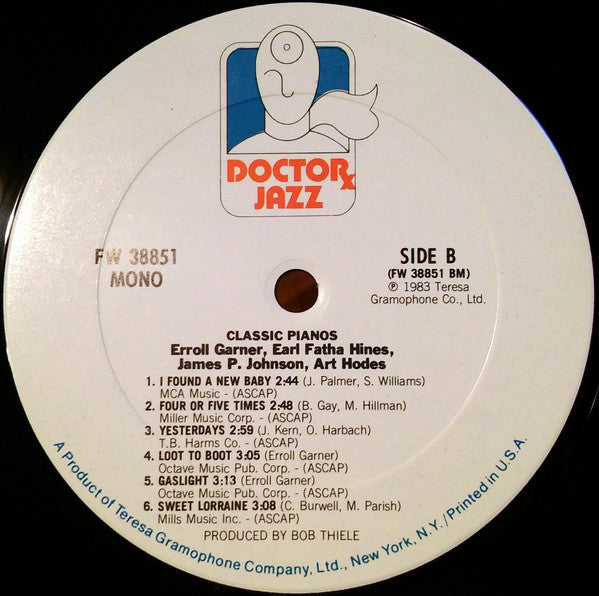 DOCTOR
JAZZ
FW 38851
MONO
SIDE B
(FW 38851 BM)
℗ 1983 Teresa
Gramophone Co., Ltd.
CLASSIC PIANOS
Erroll Garner, Earl Fatha Hines,
James P. Johnson, Art Hodes
1. I FOUND A NEW BABY 2:44 (J. Palmer, S. Williams)
MCA Music - (ASCAP)
2. FOUR OR FIVE TIMES 2:48 (B. Gay, M. Hillman)
Miller Music Corp. - (ASCAP)
3. YESTERDAYS 2:59 (J. Kern, O. Harbach)
T.B. Harms Co. - (ASCAP)
4. LOOT TO BOOT 3:05 (Erroll Garner)
Octave Music Pub. Corp. - (ASCAP)
5. GASLIGHT 3:13 (Erroll Garner)
Octave Music Pub. Corp. - (ASCAP)
6. SWEET LORRAINE 3:08 (C. Burwell, M. Parish)
Mills Music Inc. - (ASCAP)
PRODUCED BY BOB THIELE
A Product of Teresa Gramophone Company, Ltd., New York, N.Y./Printed in U.S.A.